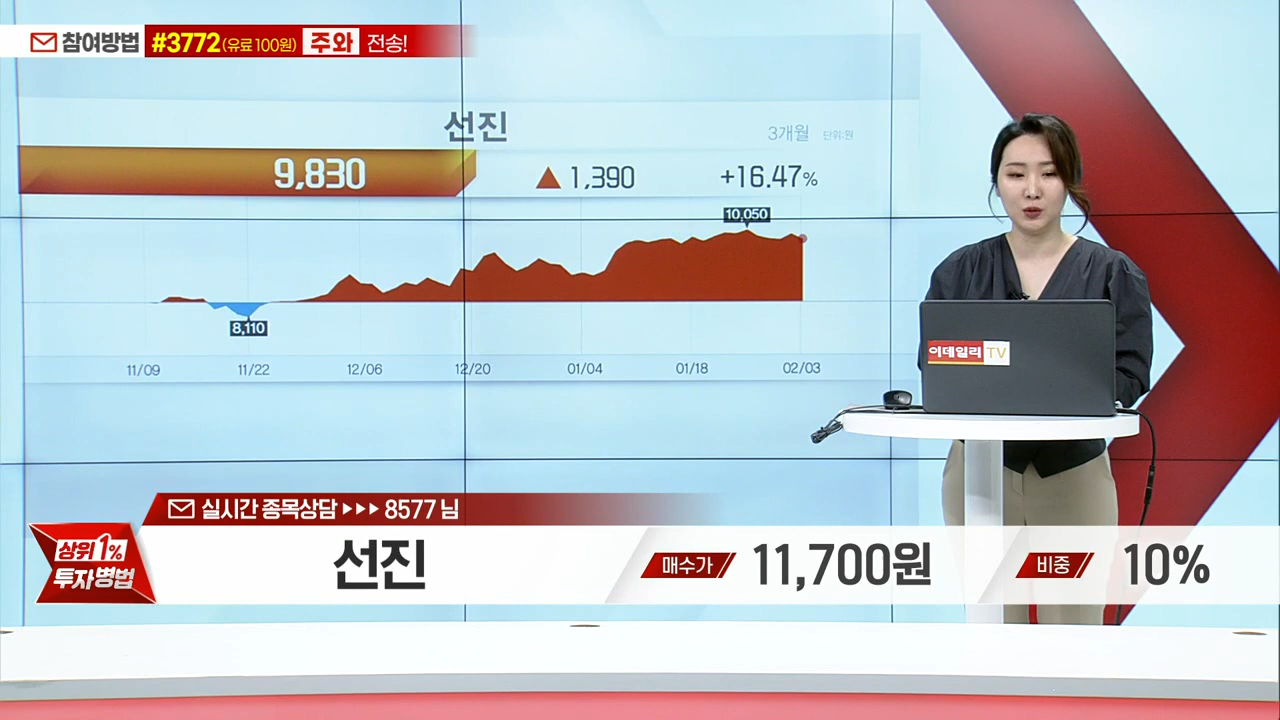 참여방법 #3772(유료 100원) 주와 전송!
선진
3개월 단위:원
9,830 ▲ 1,390 +16.47%
10,050
8,110
11/09 11/22 12/06 12/20 01/04 01/18 02/03
이데일리 TV
실시간 종목상담 ▶▶▶ 8577 님
상위 1%
투자병법
선진 매수가 11,700원 비중 10%